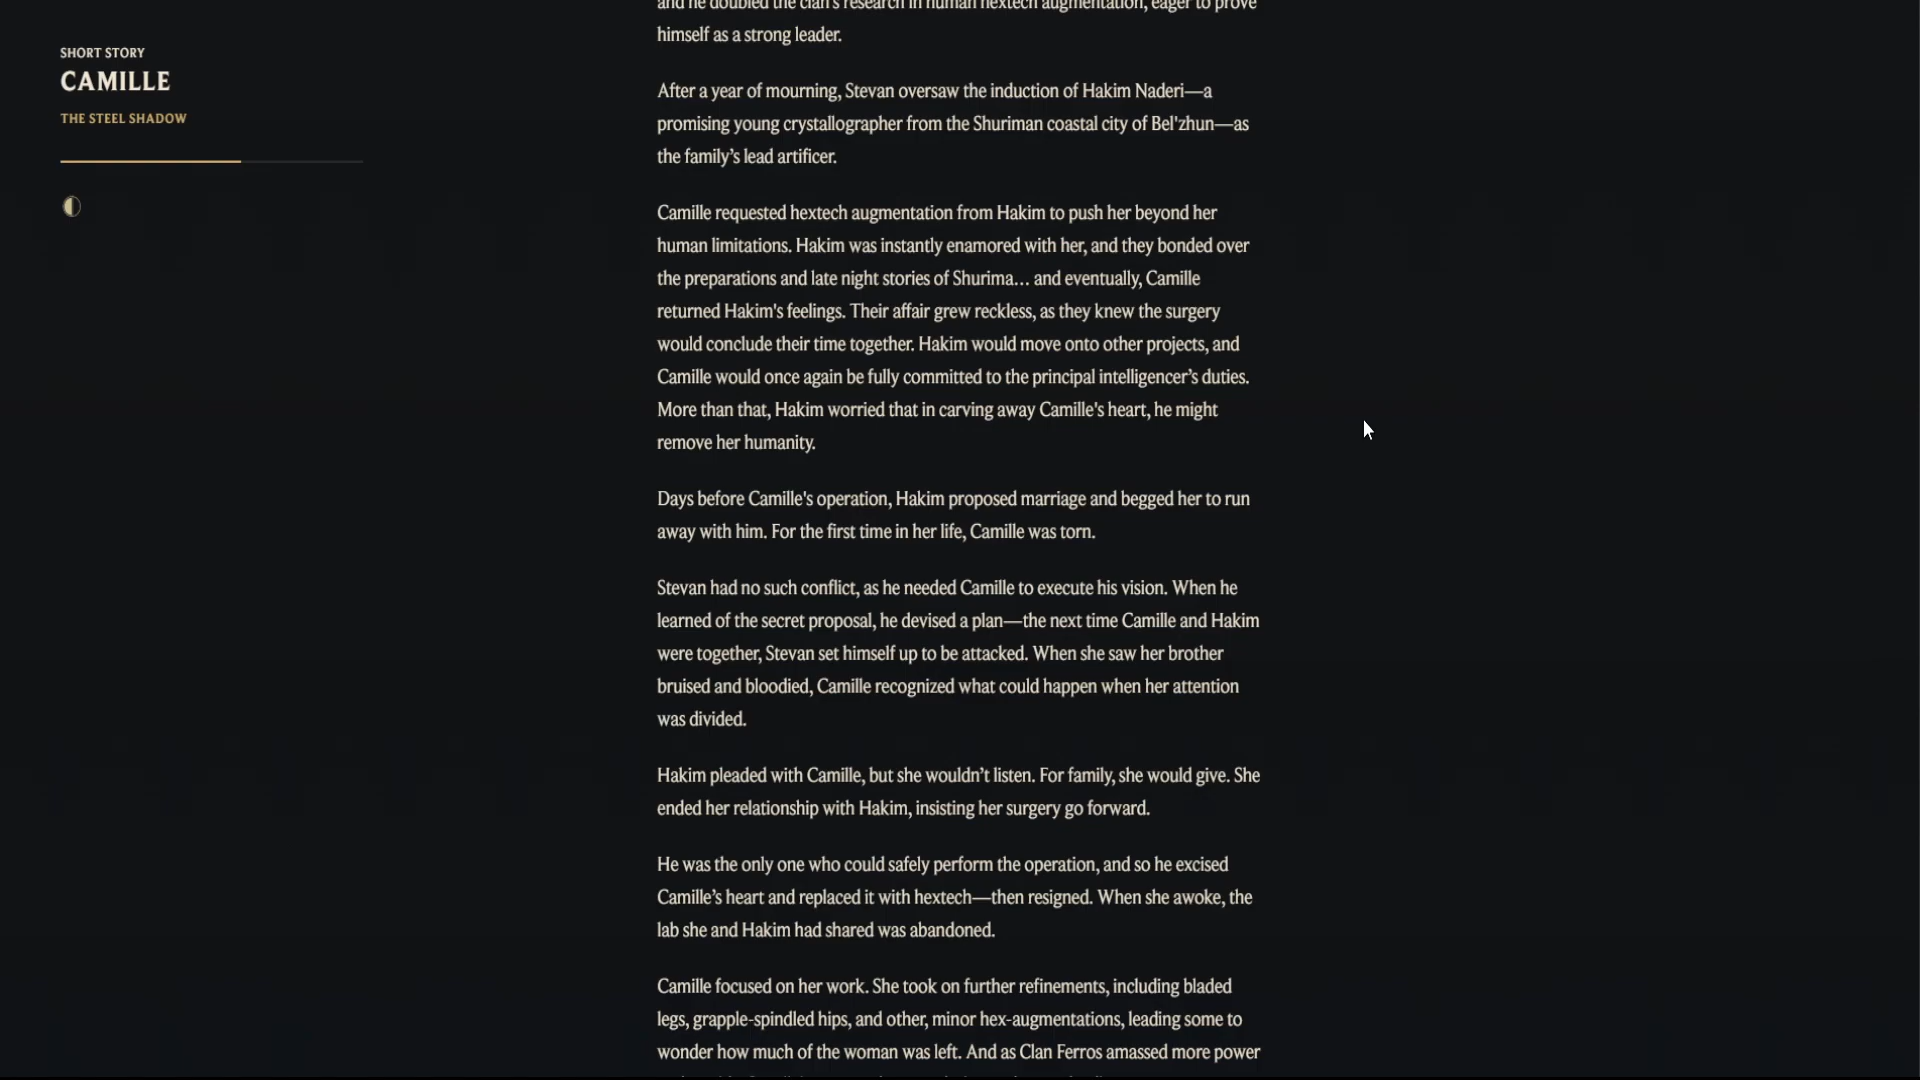 SHORT STORY
CAMILLE
THE STEEL SHADOW
and he doubled the clan's research in human hextech augmentation, eager to prove
himself as a strong leader.
After a year of mourning, Stevan oversaw the induction of Hakim Naderi—a
promising young crystallographer from the Shuriman coastal city of Bel'zhun—as
the family’s lead artificer.
Camille requested hextech augmentation from Hakim to push her beyond her
human limitations. Hakim was instantly enamored with her, and they bonded over
the preparations and late night stories of Shurima… and eventually, Camille
returned Hakim's feelings. Their affair grew reckless, as they knew the surgery
would conclude their time together. Hakim would move onto other projects, and
Camille would once again be fully committed to the principal intelligencer’s duties.
More than that, Hakim worried that in carving away Camille's heart, he might
remove her humanity.
Days before Camille's operation, Hakim proposed marriage and begged her to run
away with him. For the first time in her life, Camille was torn.
Stevan had no such conflict, as he needed Camille to execute his vision. When he
learned of the secret proposal, he devised a plan—the next time Camille and Hakim
were together, Stevan set himself up to be attacked. When she saw her brother
bruised and bloodied, Camille recognized what could happen when her attention
was divided.
Hakim pleaded with Camille, but she wouldn’t listen. For family, she would give. She
ended her relationship with Hakim, insisting her surgery go forward.
He was the only one who could safely perform the operation, and so he excised
Camille’s heart and replaced it with hextech—then resigned. When she awoke, the
lab she and Hakim had shared was abandoned.
Camille focused on her work. She took on further refinements, including bladed
legs, grapple-spindled hips, and other, minor hex-augmentations, leading some to
wonder how much of the woman was left. And as Clan Ferros amassed more power